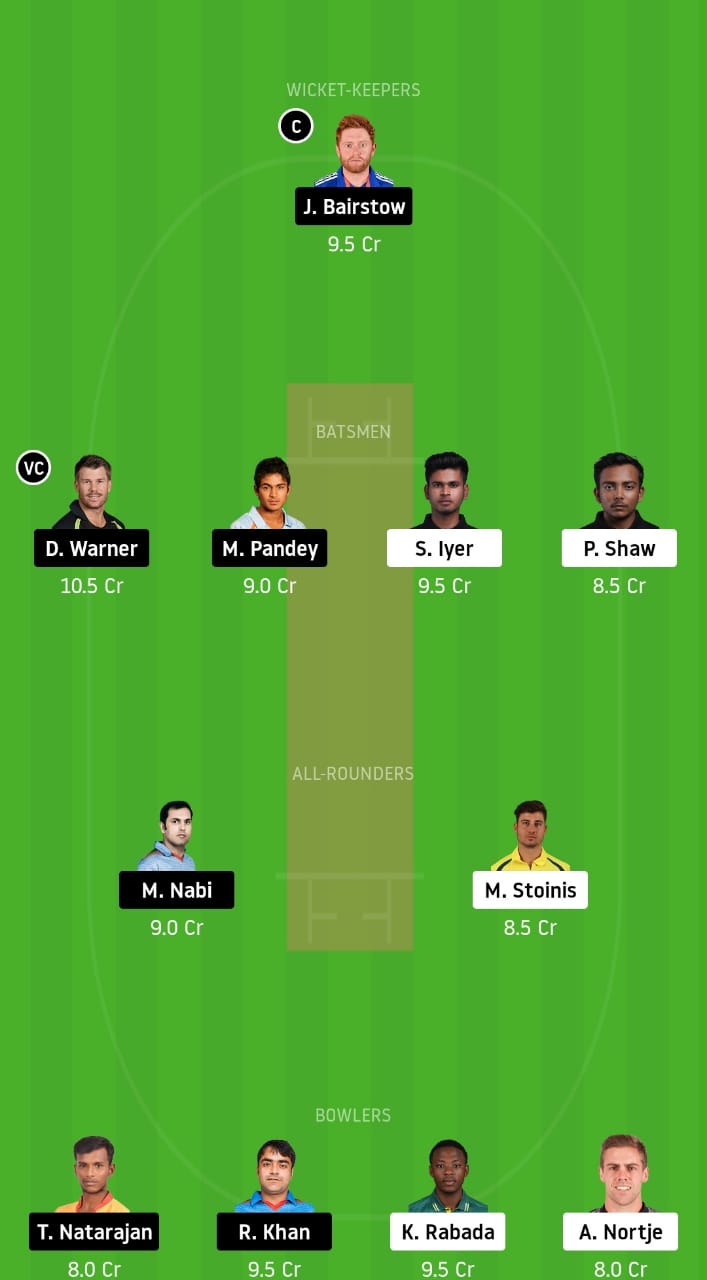 WICKET-KEEPERS
C
J. Bairstow
9.5 Cr
BATSMEN
VC
D. Warner M. Pandey S. Iyer P. Shaw
10.5 Cr 9.0 Cr 9.5 Cr 8.5 Cr
ALL-ROUNDERS
M. Nabi M. Stoinis
9.0 Cr 8.5 Cr
BOWLERS
T. Natarajan R. Khan K. Rabada A. Nortje
8.0 Cr 9.5 Cr 9.5 Cr 8.0 Cr